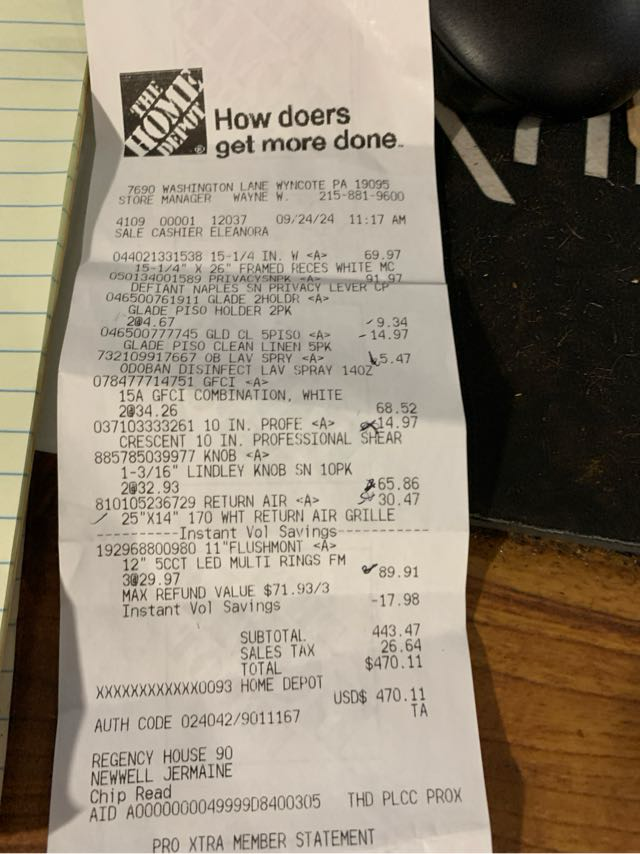 THE
HOME
DEPOT
How doers
get more done.
7690 WASHINGTON LANE WYNCOTE PA 19095
STORE MANAGER WAYNE W. 215-881-9600
4109 00001 12037 09/24/24 11:17 AM
SALE CASHIER ELEANORA
044021331538 15-1/4 IN. W <A> 69.97
15-1/4" X 26" FRAMED RECES WHITE MC
050134001589 PRIVACYSNPK <A> 91.97
DEFIANT NAPLES SN PRIVACY LEVER CP
046500761911 GLADE 2HOLDR <A>
GLADE PISO HOLDER 2PK
2@4.67 9.34
046500777745 GLD CL 5PISO <A> 14.97
GLADE PISO CLEAN LINEN 5PK
732109917667 OB LAV SPRY <A> 5.47
ODOBAN DISINFECT LAV SPRAY 14OZ
078477714751 GFCI <A>
15A GFCI COMBINATION, WHITE
2@34.26 68.52
037103333261 10 IN. PROFE <A> 14.97
CRESCENT 10 IN. PROFESSIONAL SHEAR
885785039977 KNOB <A>
1-3/16" LINDLEY KNOB SN 10PK
2@32.93 65.86
810105236729 RETURN AIR <A> 30.47
25"X14" 170 WHT RETURN AIR GRILLE
----------Instant Vol Savings-----------
192968800980 11"FLUSHMONT <A>
12" 5CCT LED MULTI RINGS FM
3@29.97 89.91
MAX REFUND VALUE $71.93/3
Instant Vol Savings -17.98
SUBTOTAL 443.47
SALES TAX 26.64
TOTAL $470.11
XXXXXXXXXXXX0093 HOME DEPOT
USD$ 470.11
AUTH CODE 024042/9011167 TA
REGENCY HOUSE 90
NEWWELL JERMAINE
Chip Read
AID A0000000049999D8400305 THD PLCC PROX
PRO XTRA MEMBER STATEMENT